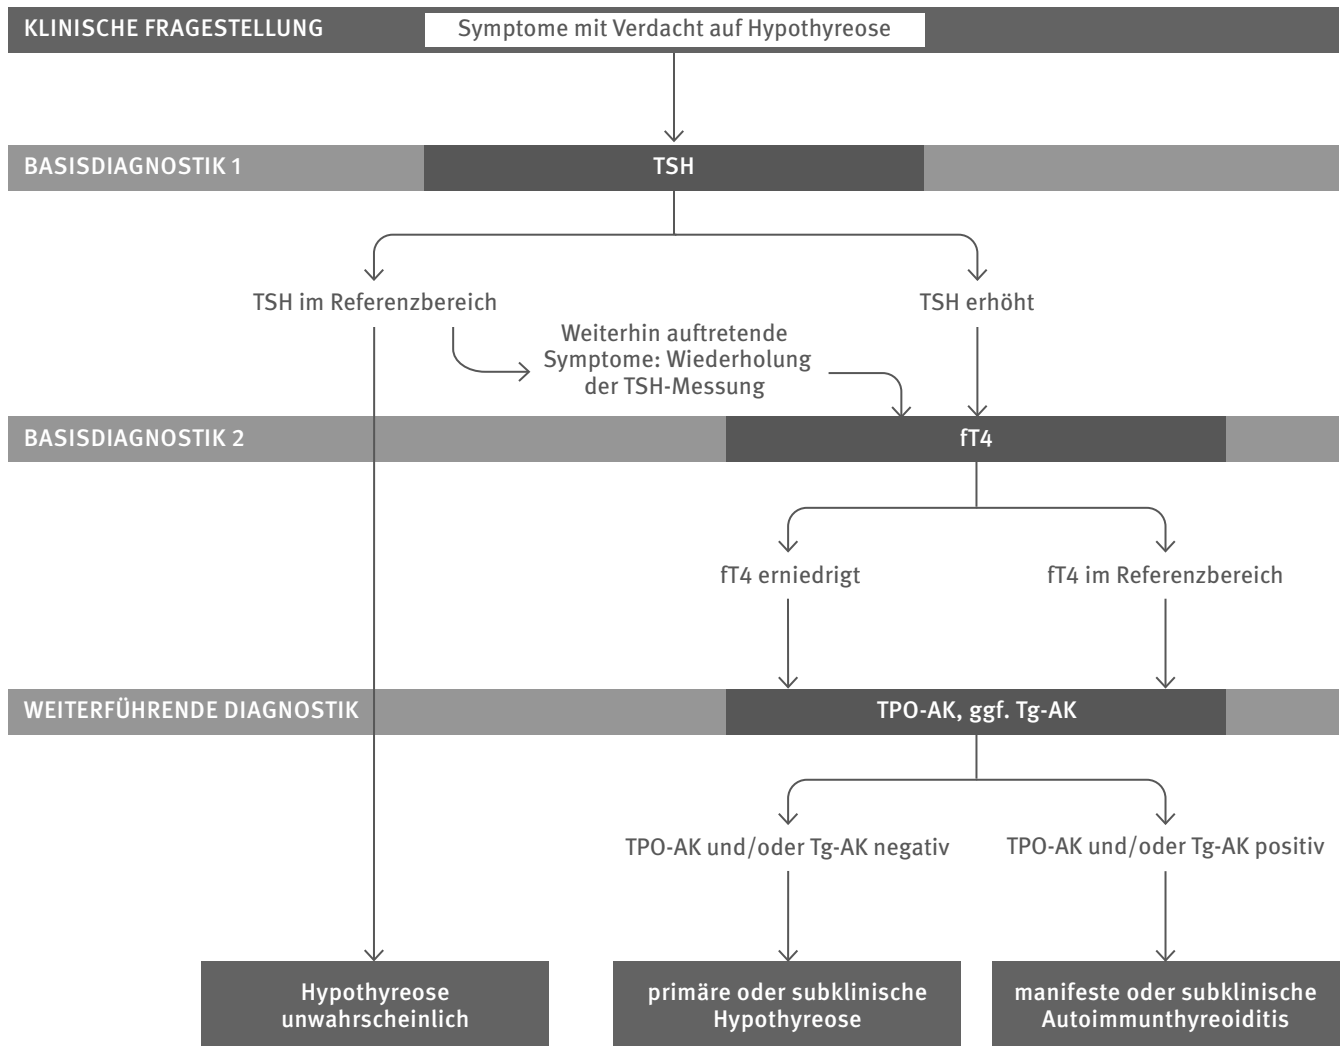 KLINISCHE FRAGESTELLUNG
Symptome mit Verdacht auf Hypothyreose
BASISDIAGNOSTIK 1
TSH
TSH im Referenzbereich
TSH erhöht
Weiterhin auftretende
Symptome: Wiederholung
der TSH-Messung
BASISDIAGNOSTIK 2
fT4
fT4 erniedrigt
fT4 im Referenzbereich
WEITERFÜHRENDE DIAGNOSTIK
TPO-AK, ggf. Tg-AK
TPO-AK und/oder Tg-AK negativ
TPO-AK und/oder Tg-AK positiv
Hypothyreose
unwahrscheinlich
primäre oder subklinische
Hypothyreose
manifeste oder subklinische
Autoimmunthyreoiditis